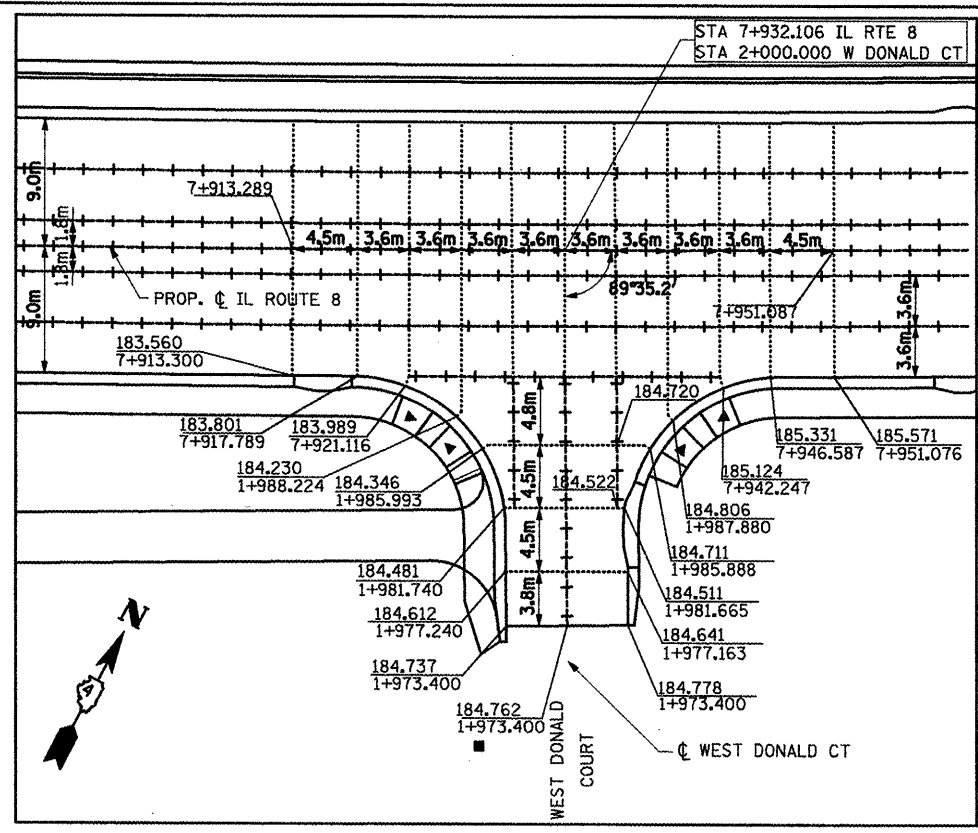 STA 7+932.106 IL RTE 8
STA 2+000.000 W DONALD CT
9.0m
1.8m
1.8m
9.0m
7+913.289
4.5m
3.6m
3.6m
3.6m
3.6m
3.6m
3.6m
3.6m
3.6m
4.5m
89°35.2'
7+951.087
PROP. ℄ IL ROUTE 8
3.6m
3.6m
183.560
7+913.300
183.801
7+917.789
183.989
7+921.116
184.230
1+988.224
184.346
1+985.993
184.481
1+981.740
184.612
1+977.240
184.737
1+973.400
184.762
1+973.400
4.8m
4.5m
4.5m
3.8m
184.720
184.522
185.331
7+946.587
185.571
7+951.076
185.124
7+942.247
184.806
1+987.880
184.711
1+985.888
184.511
1+981.665
184.641
1+977.163
184.778
1+973.400
N
4
WEST DONALD
COURT
℄ WEST DONALD CT